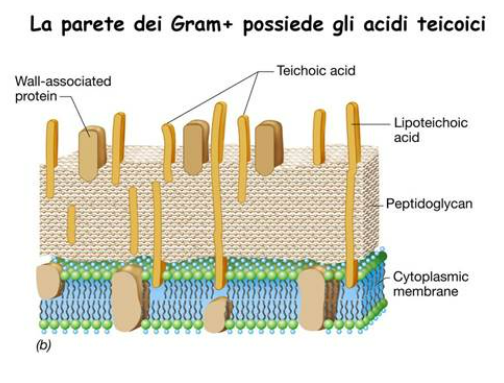 La parete dei Gram+ possiede gli acidi teicoici
Teichoic acid
Wall-associated
protein
Lipoteichoic
acid
Peptidoglycan
Cytoplasmic
membrane
(b)